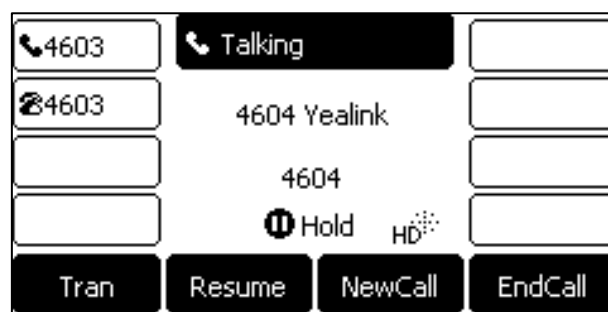 4603
Talking
4603
4604 Yealink
4604
Hold HD
Tran Resume NewCall EndCall